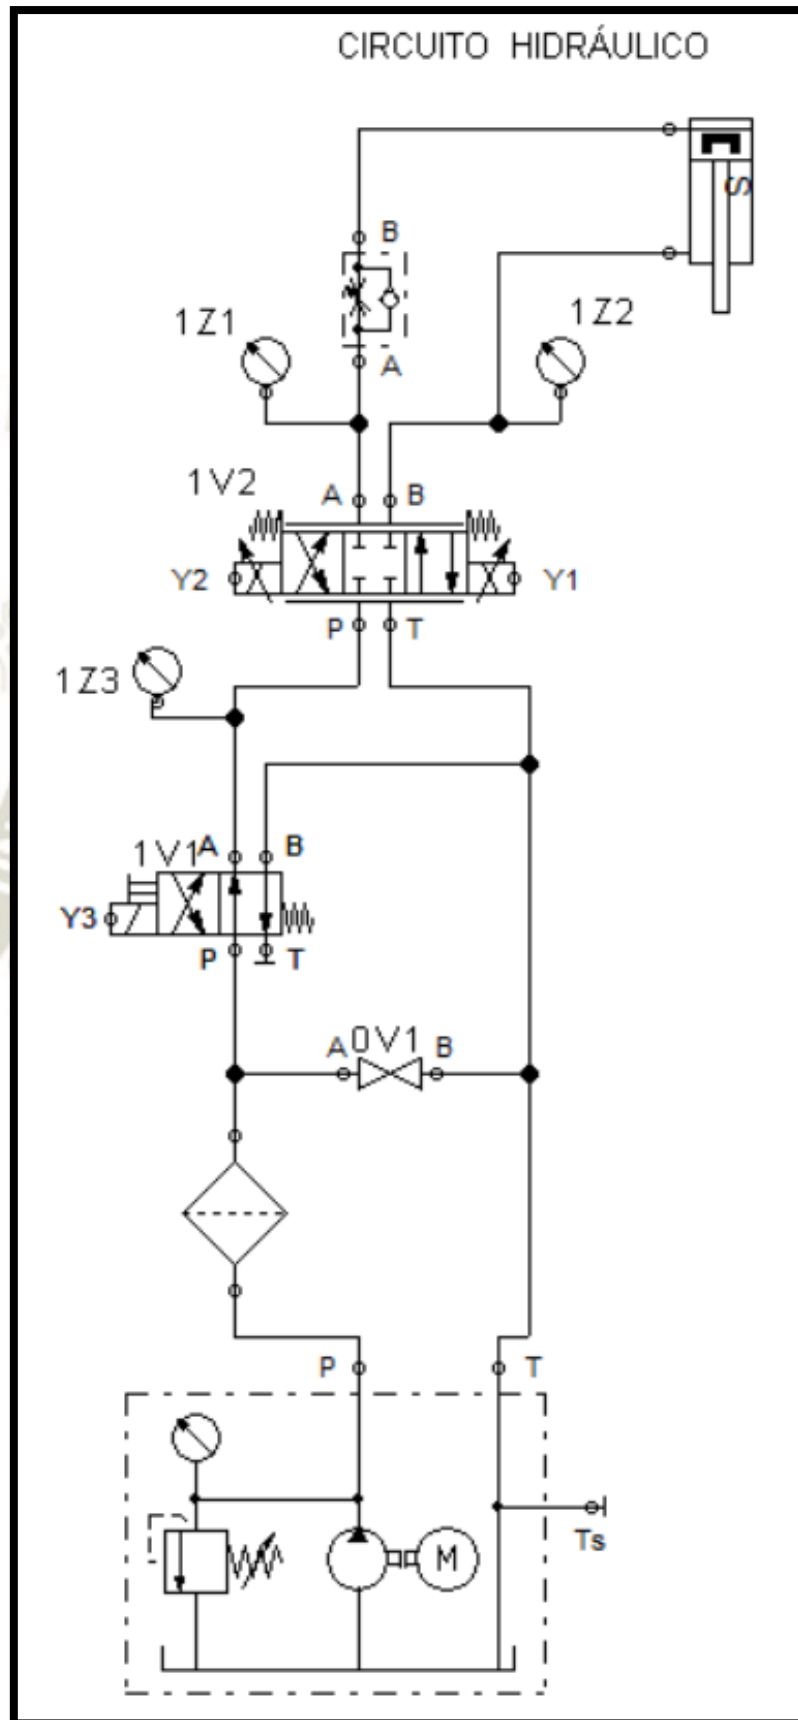 CIRCUITO HIDRÁULICO
S
B
1Z1
1Z2
A
1V2
A B
Y2
Y1
P T
1Z3
1V1 A B
Y3
P T
A 0V1 B
P T
Ts
M